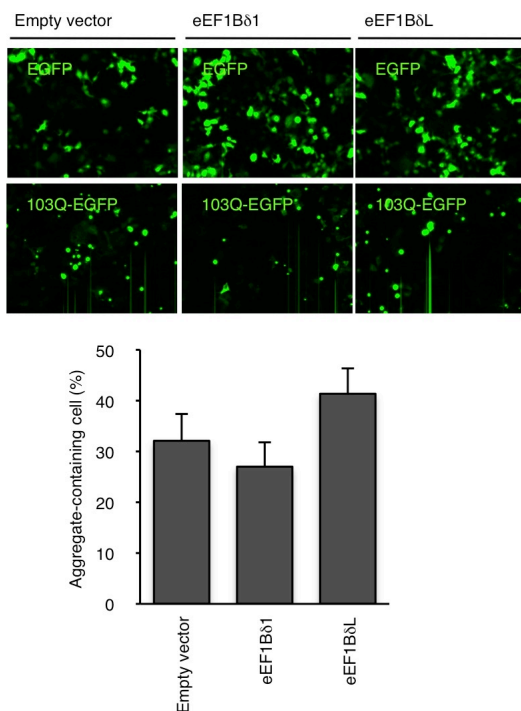 Empty vector eEF1Bδ1 eEF1BδL
EGFP EGFP EGFP
103Q-EGFP 103Q-EGFP 103Q-EGFP
50
40
30
20
10
0
Aggregate-containing cell (%)
Empty vector
eEF1Bδ1
eEF1BδL